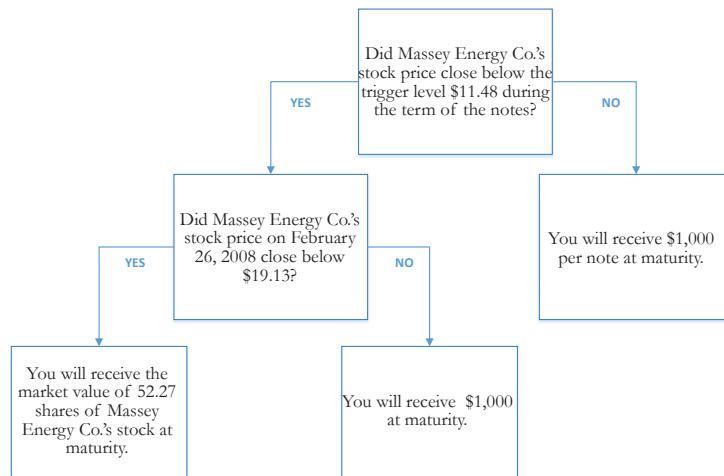 Did Massey Energy Co.'s
stock price close below the
trigger level $11.48 during
the term of the notes?
YES
NO
Did Massey Energy Co.'s
stock price on February
26, 2008 close below
$19.13?
You will receive $1,000
per note at maturity.
YES
NO
You will receive the
market value of 52.27
shares of Massey
Energy Co.'s stock at
maturity.
You will receive $1,000
at maturity.